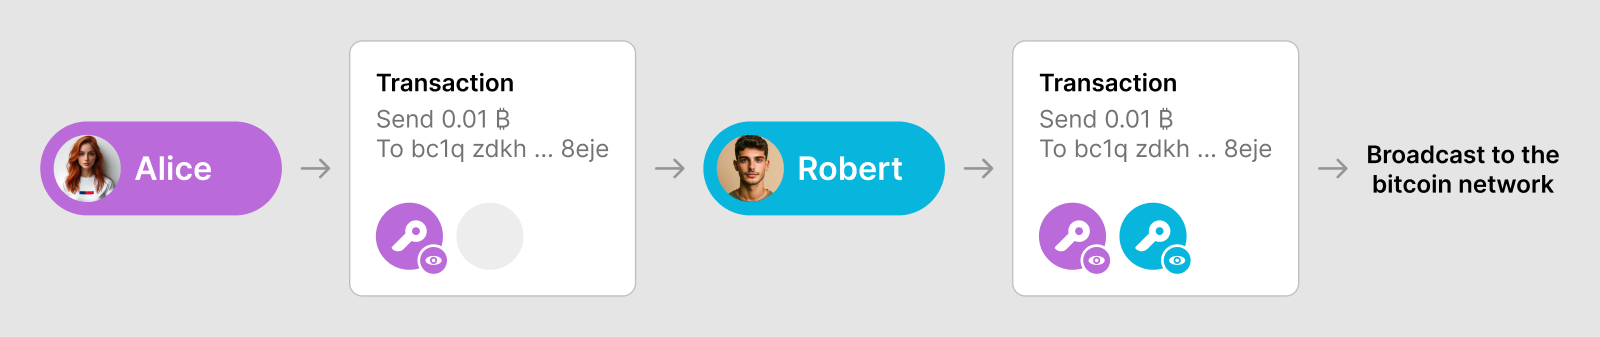 Alice
Transaction
Send 0.01 ₿
To bc1q zdkh ... 8eje
Robert
Transaction
Send 0.01 ₿
To bc1q zdkh ... 8eje
Broadcast to the
bitcoin network